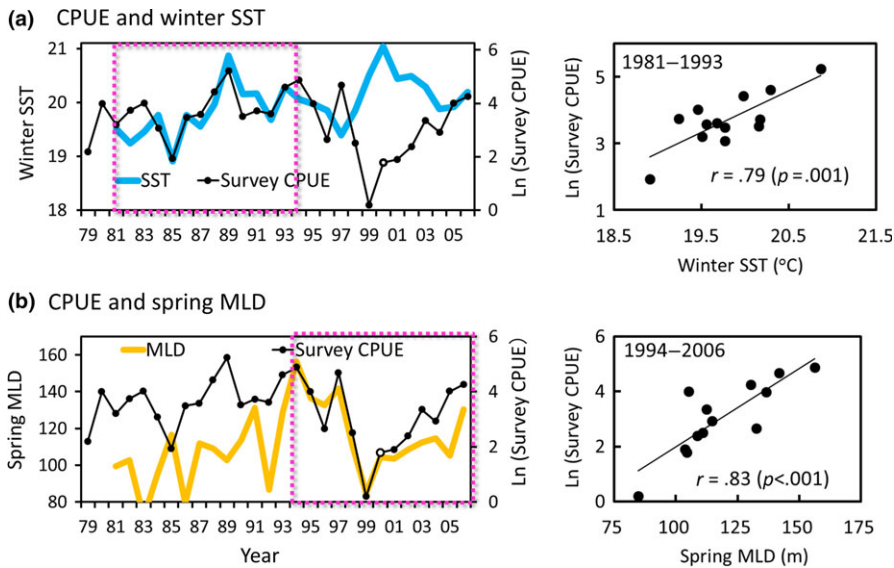 (a) CPUE and winter SST
Winter SST
21
20
19
18
6
4
2
0
Ln (Survey CPUE)
SST
Survey CPUE
79 81 83 85 87 89 91 93 95 97 99 01 03 05
1981–1993
Ln (Survey CPUE)
5
3
1
r = .79 (p =.001)
18.5 19.5 20.5 21.5
Winter SST (°C)
(b) CPUE and spring MLD
Spring MLD
160
140
120
100
80
6
4
2
0
Ln (Survey CPUE)
MLD
Survey CPUE
79 81 83 85 87 89 91 93 95 97 99 01 03 05
Year
1994–2006
Ln (Survey CPUE)
6
4
2
0
r = .83 (p<.001)
75 100 125 150 175
Spring MLD (m)